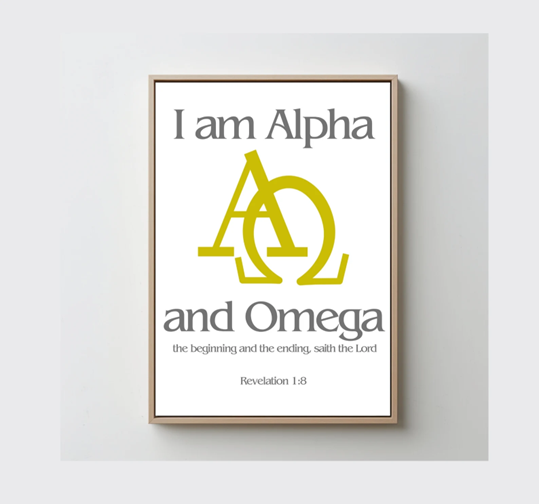 I am Alpha
ΑΩ
and Omega
the beginning and the ending, saith the Lord
Revelation 1:8